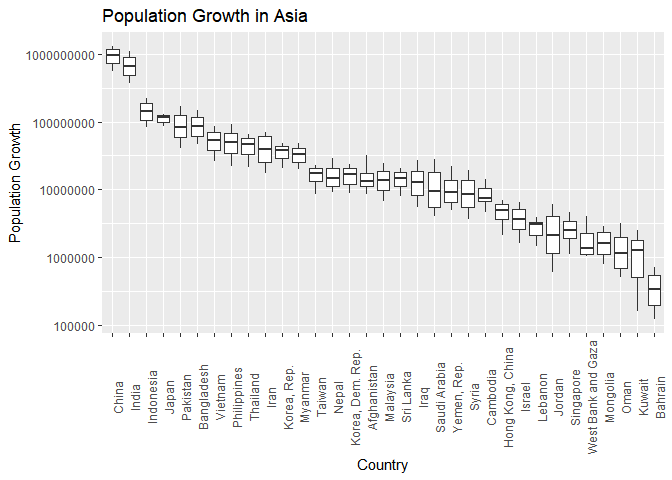 Population Growth in Asia
Population Growth
1000000000
100000000
10000000
1000000
100000
China
India
Indonesia
Japan
Pakistan
Bangladesh
Vietnam
Philippines
Thailand
Iran
Korea, Rep.
Myanmar
Taiwan
Nepal
Korea, Dem. Rep.
Afghanistan
Malaysia
Sri Lanka
Iraq
Saudi Arabia
Yemen, Rep.
Syria
Cambodia
Hong Kong, China
Israel
Lebanon
Jordan
Singapore
West Bank and Gaza
Mongolia
Oman
Kuwait
Bahrain
Country